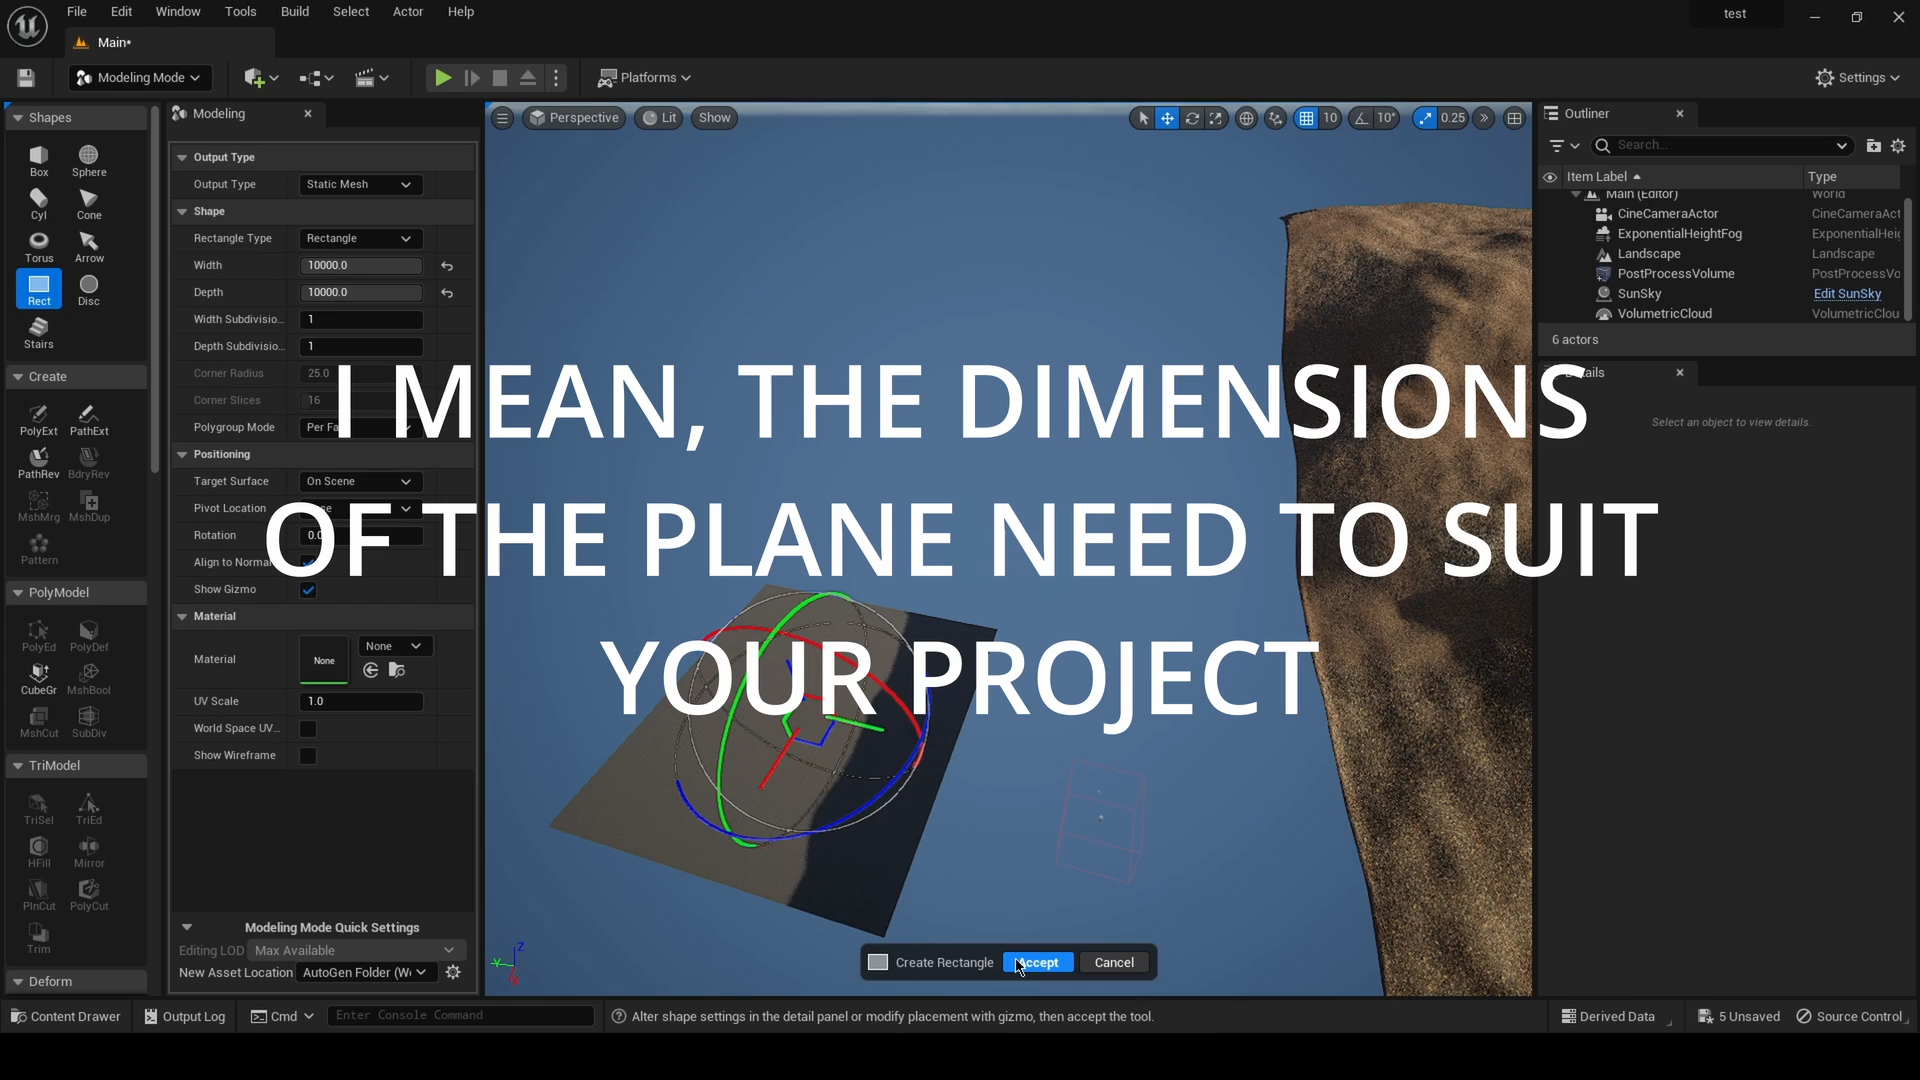 File Edit Window Tools Build Select Actor Help
test
Main*
Modeling Mode
Platforms
Settings
Shapes
Box Sphere
Cyl Cone
Torus Arrow
Rect Disc
Stairs
Create
PolyExt PathExt
PathRev BdryRev
MshMrg MshDup
Pattern
PolyModel
PolyEd PolyDef
CubeGr MshBool
MshCut SubDiv
TriModel
TriSel TriEd
HFill Mirror
PlnCut PolyCut
Trim
Deform
Modeling
Output Type
Output Type Static Mesh
Shape
Rectangle Type Rectangle
Width 10000.0
Depth 10000.0
Width Subdivisio... 1
Depth Subdivisio... 1
Corner Radius 25.0
Corner Slices 16
Polygroup Mode Per Fa
Positioning
Target Surface On Scene
Pivot Location
Rotation 0.0
Align to Normal
Show Gizmo
Material
Material None None
UV Scale 1.0
World Space UV...
Show Wireframe
Modeling Mode Quick Settings
Editing LOD Max Available
New Asset Location AutoGen Folder (W
Perspective Lit Show
10 10° 0.25
I MEAN, THE DIMENSIONS
OF THE PLANE NEED TO SUIT
YOUR PROJECT
Z
Y
X
Create Rectangle Accept Cancel
Outliner
Search...
Item Label Type
Main (Editor) World
CineCameraActor CineCameraAct
ExponentialHeightFog ExponentialHeig
Landscape Landscape
PostProcessVolume PostProcessVo
SunSky Edit SunSky
VolumetricCloud VolumetricClou
6 actors
Details
Select an object to view details.
Content Drawer Output Log Cmd Enter Console Command
Alter shape settings in the detail panel or modify placement with gizmo, then accept the tool.
Derived Data 5 Unsaved Source Control